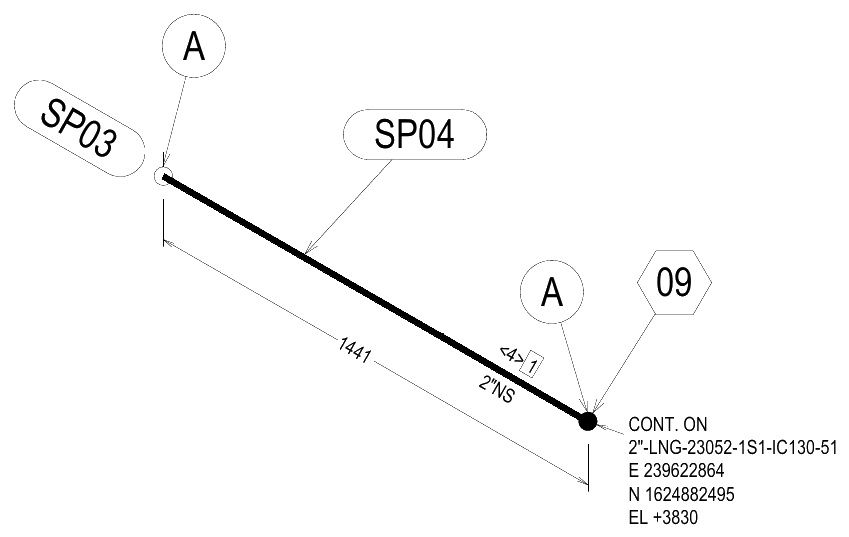 A
SP03
SP04
A
09
1441
<4> 1
2"NS
CONT. ON
2"-LNG-23052-1S1-IC130-51
E 239622864
N 1624882495
EL +3830